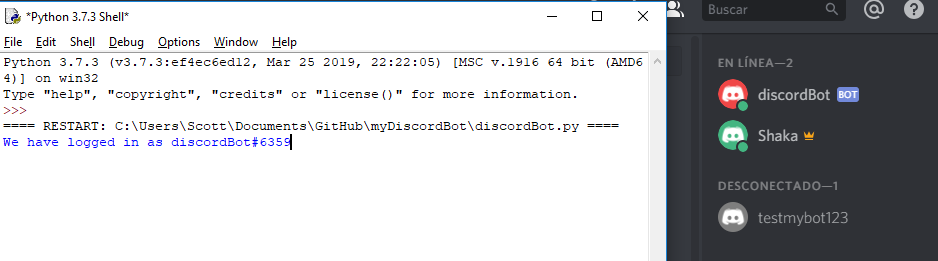 *Python 3.7.3 Shell*
File Edit Shell Debug Options Window Help
Python 3.7.3 (v3.7.3:ef4ec6ed12, Mar 25 2019, 22:22:05) [MSC v.1916 64 bit (AMD6
4)] on win32
Type "help", "copyright", "credits" or "license()" for more information.
>>>
==== RESTART: C:\Users\Scott\Documents\GitHub\myDiscordBot\discordBot.py ====
We have logged in as discordBot#6359
Buscar
EN LÍNEA—2
discordBot BOT
Shaka
DESCONECTADO—1
testmybot123